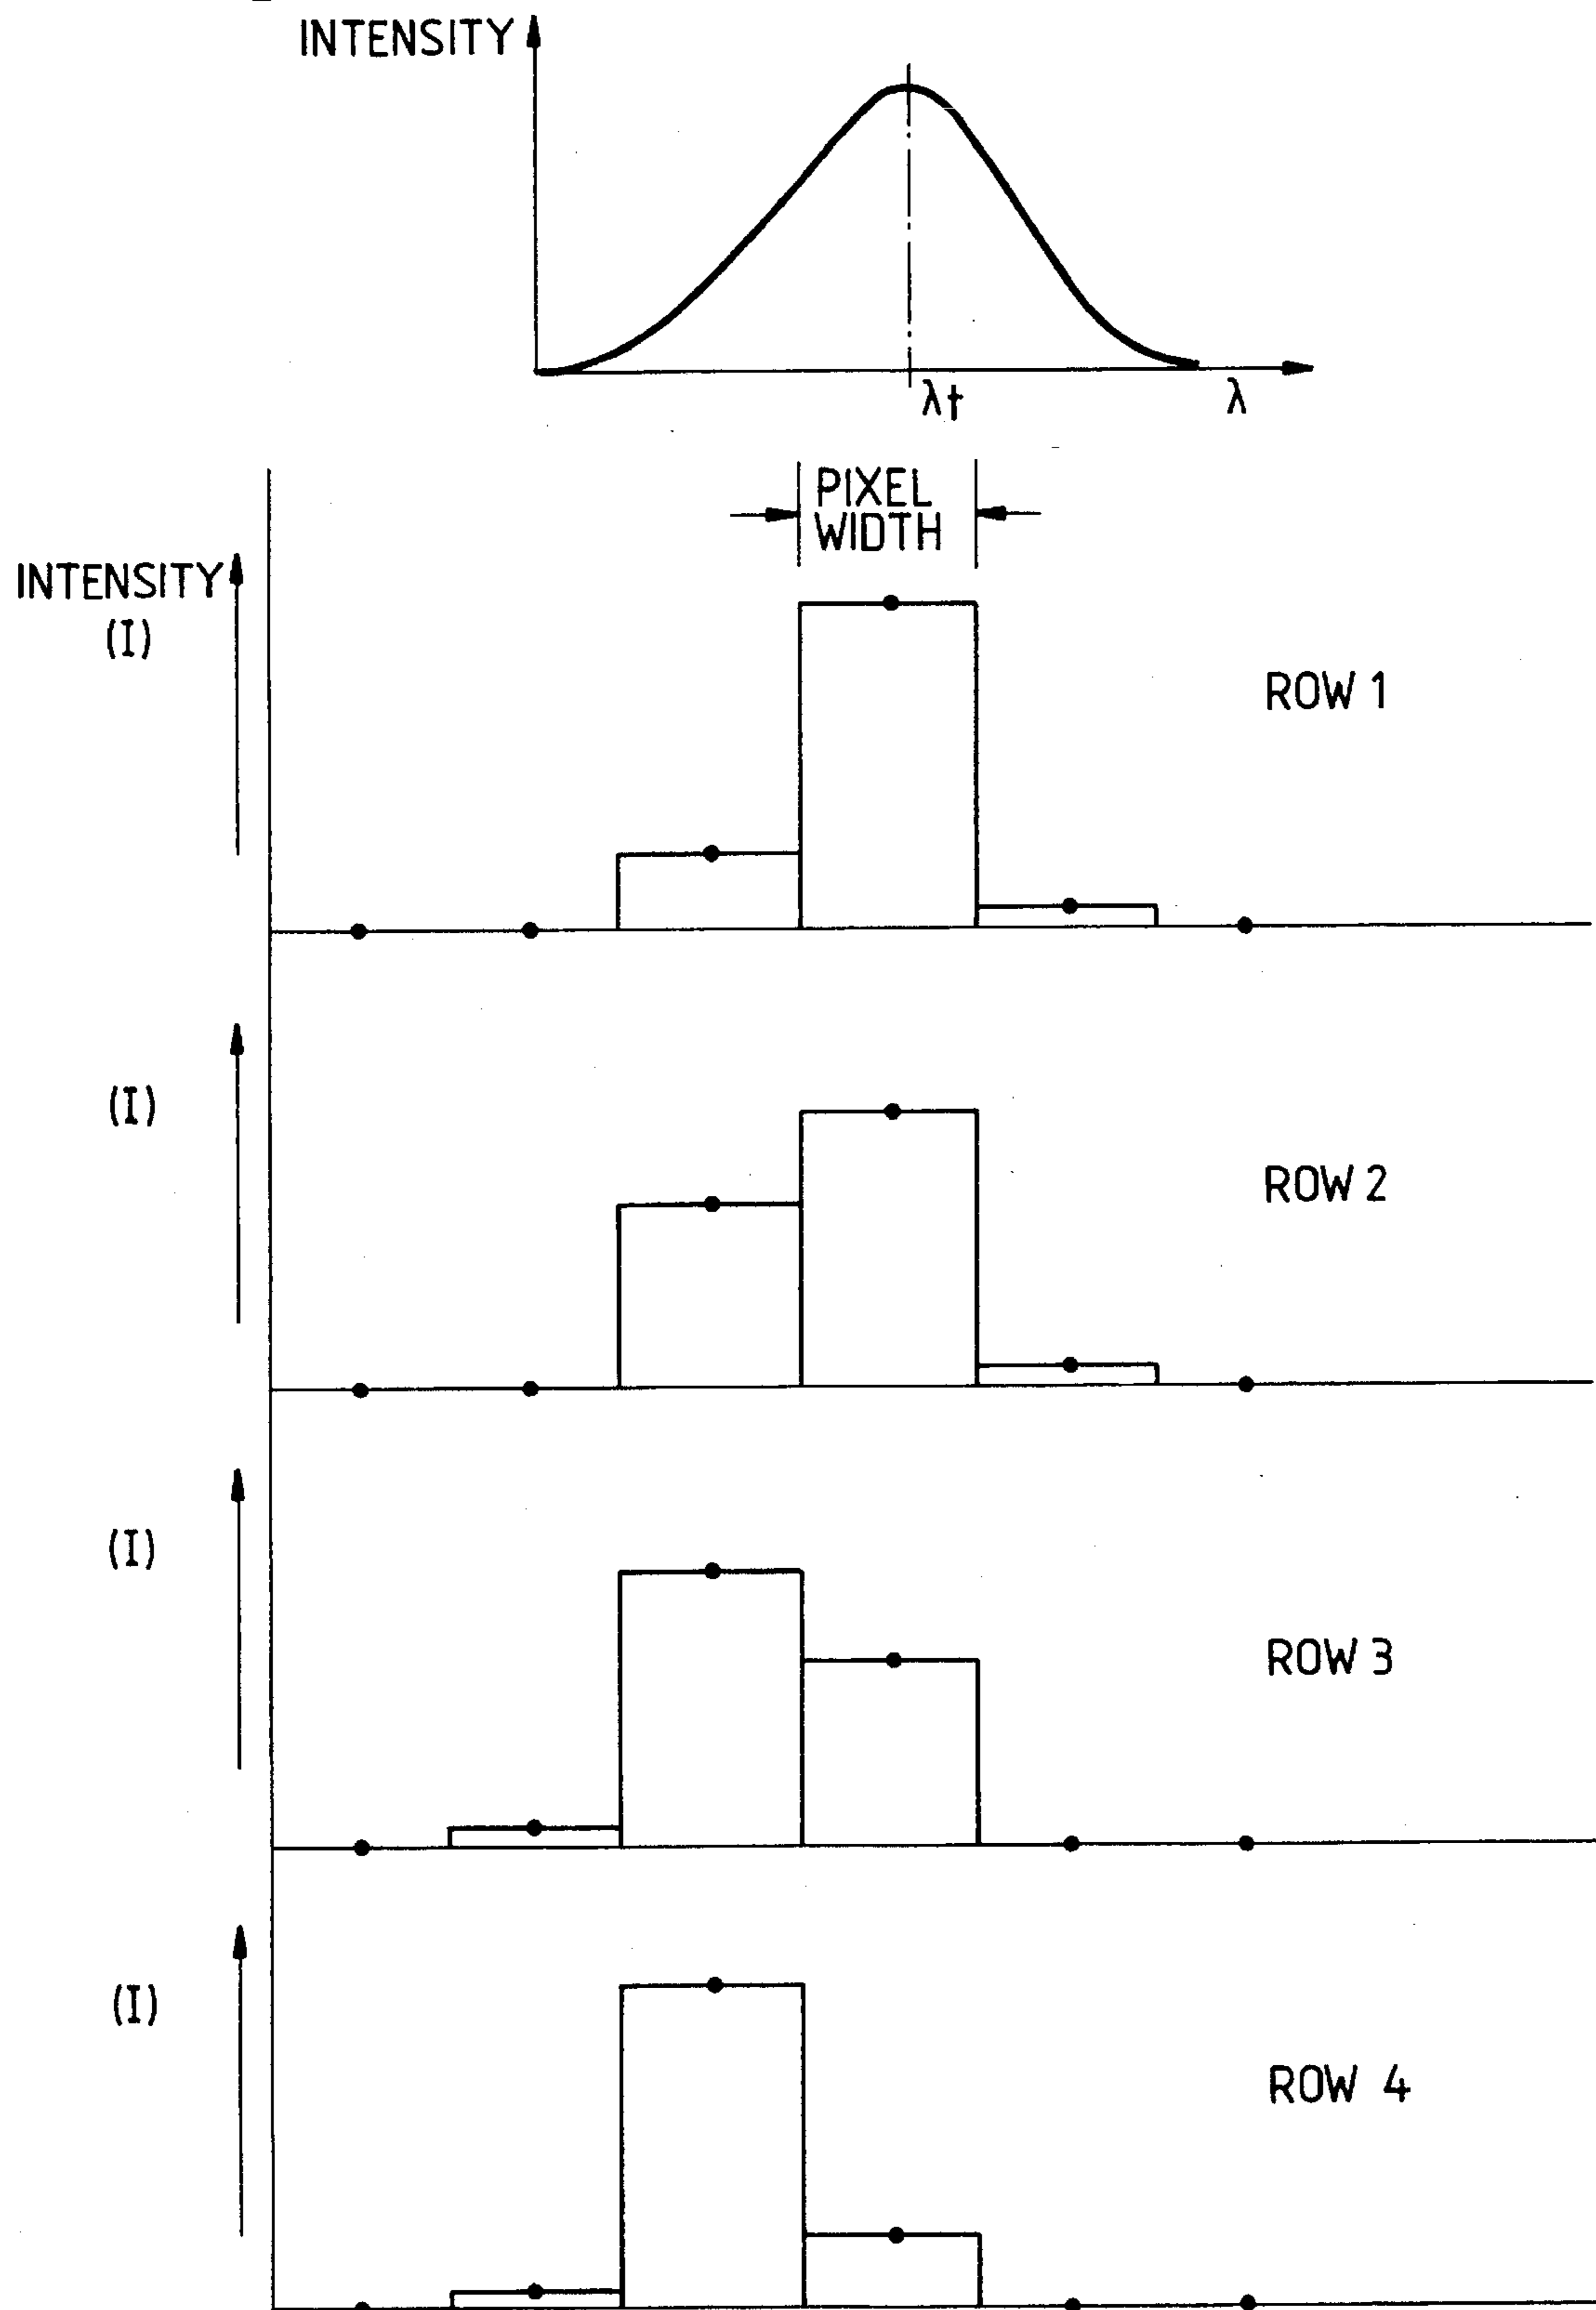 INTENSITY
λt
λ
PIXEL
WIDTH
INTENSITY
(I)
ROW 1
(I)
ROW 2
(I)
ROW 3
(I)
ROW 4